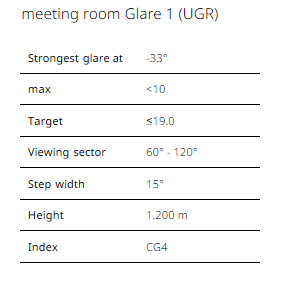 meeting room Glare 1 (UGR)
Strongest glare at -33°
max <10
Target ≤19.0
Viewing sector 60° - 120°
Step width 15°
Height 1.200 m
Index CG4